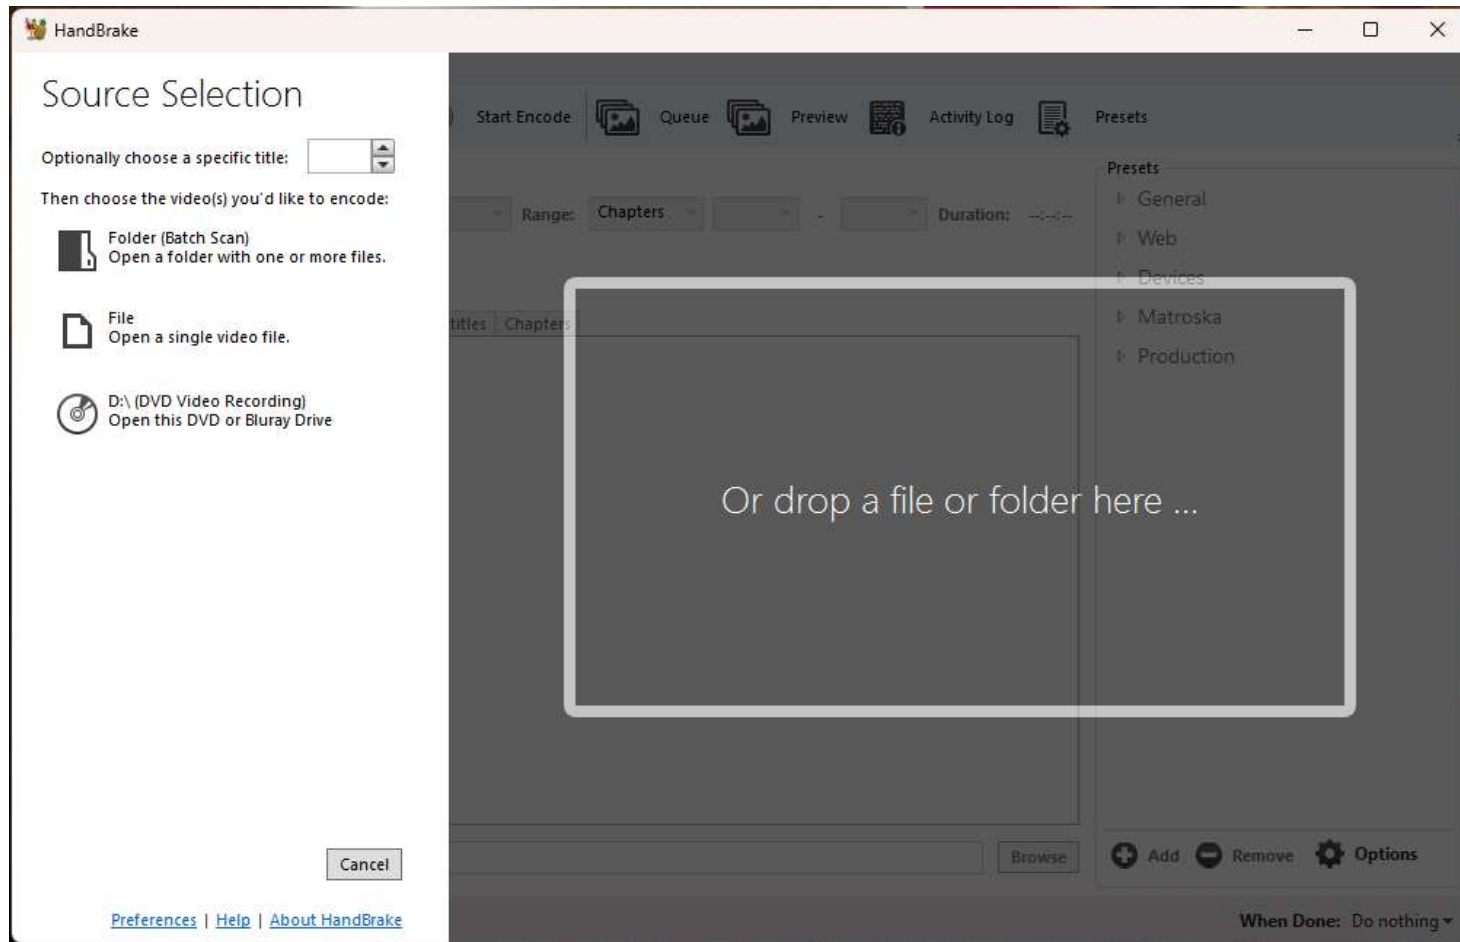 HandBrake
Source Selection
Optionally choose a specific title:
Then choose the video(s) you'd like to encode:
Folder (Batch Scan)
Open a folder with one or more files.
File
Open a single video file.
D:\ (DVD Video Recording)
Open this DVD or Bluray Drive
Cancel
Preferences | Help | About HandBrake
Start Encode
Queue
Preview
Activity Log
Presets
Range: Chapters - Duration: --:--:--
titles Chapters
Or drop a file or folder here ...
Presets
General
Web
Devices
Matroska
Production
Browse
Add Remove Options
When Done: Do nothing